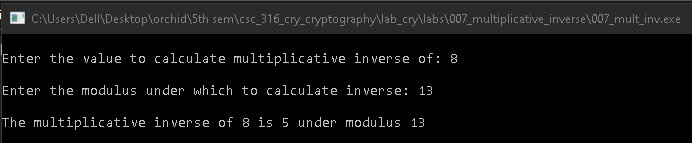 C:\Users\Dell\Desktop\orchid\5th sem\csc_316_cry_cryptography\lab_cry\labs\007_multiplicative_inverse\007_mult_inv.exe
Enter the value to calculate multiplicative inverse of: 8
Enter the modulus under which to calculate inverse: 13
The multiplicative inverse of 8 is 5 under modulus 13